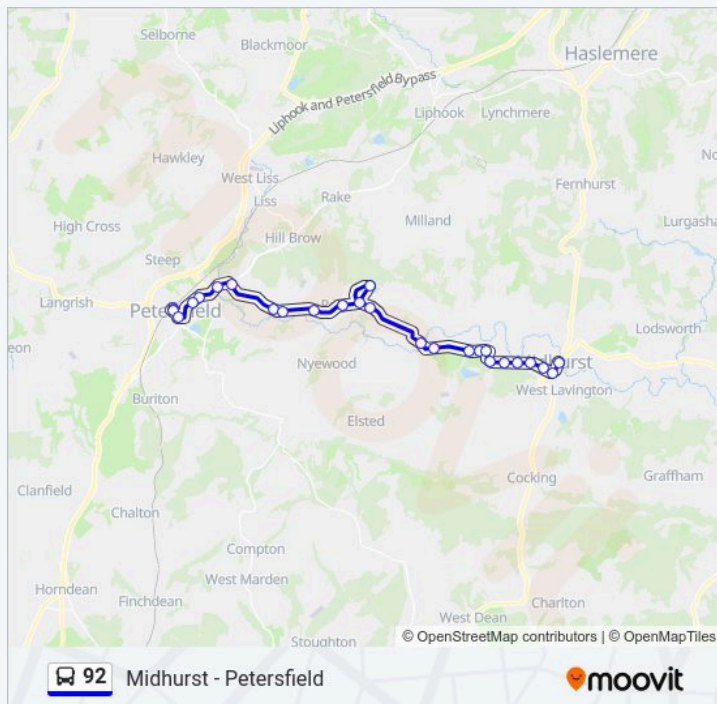 Selborne
Blackmoor
Haslemere
Liphook and Petersfield Bypass
Liphook
Lynchmere
Hawkley
West Liss
Liss
Rake
Fernhurst
High Cross
Milland
Lurgasha
Hill Brow
Steep
Langrish
Petersfield
Lodsworth
Nyewood
West Lavington
Buriton
Elsted
Cocking
Graffham
Clanfield
Chalton
Compton
West Marden
Horndean
Finchdean
Charlton
West Dean
Stoughton
© OpenStreetMap contributors | © OpenMapTiles
92 Midhurst - Petersfield
moovit